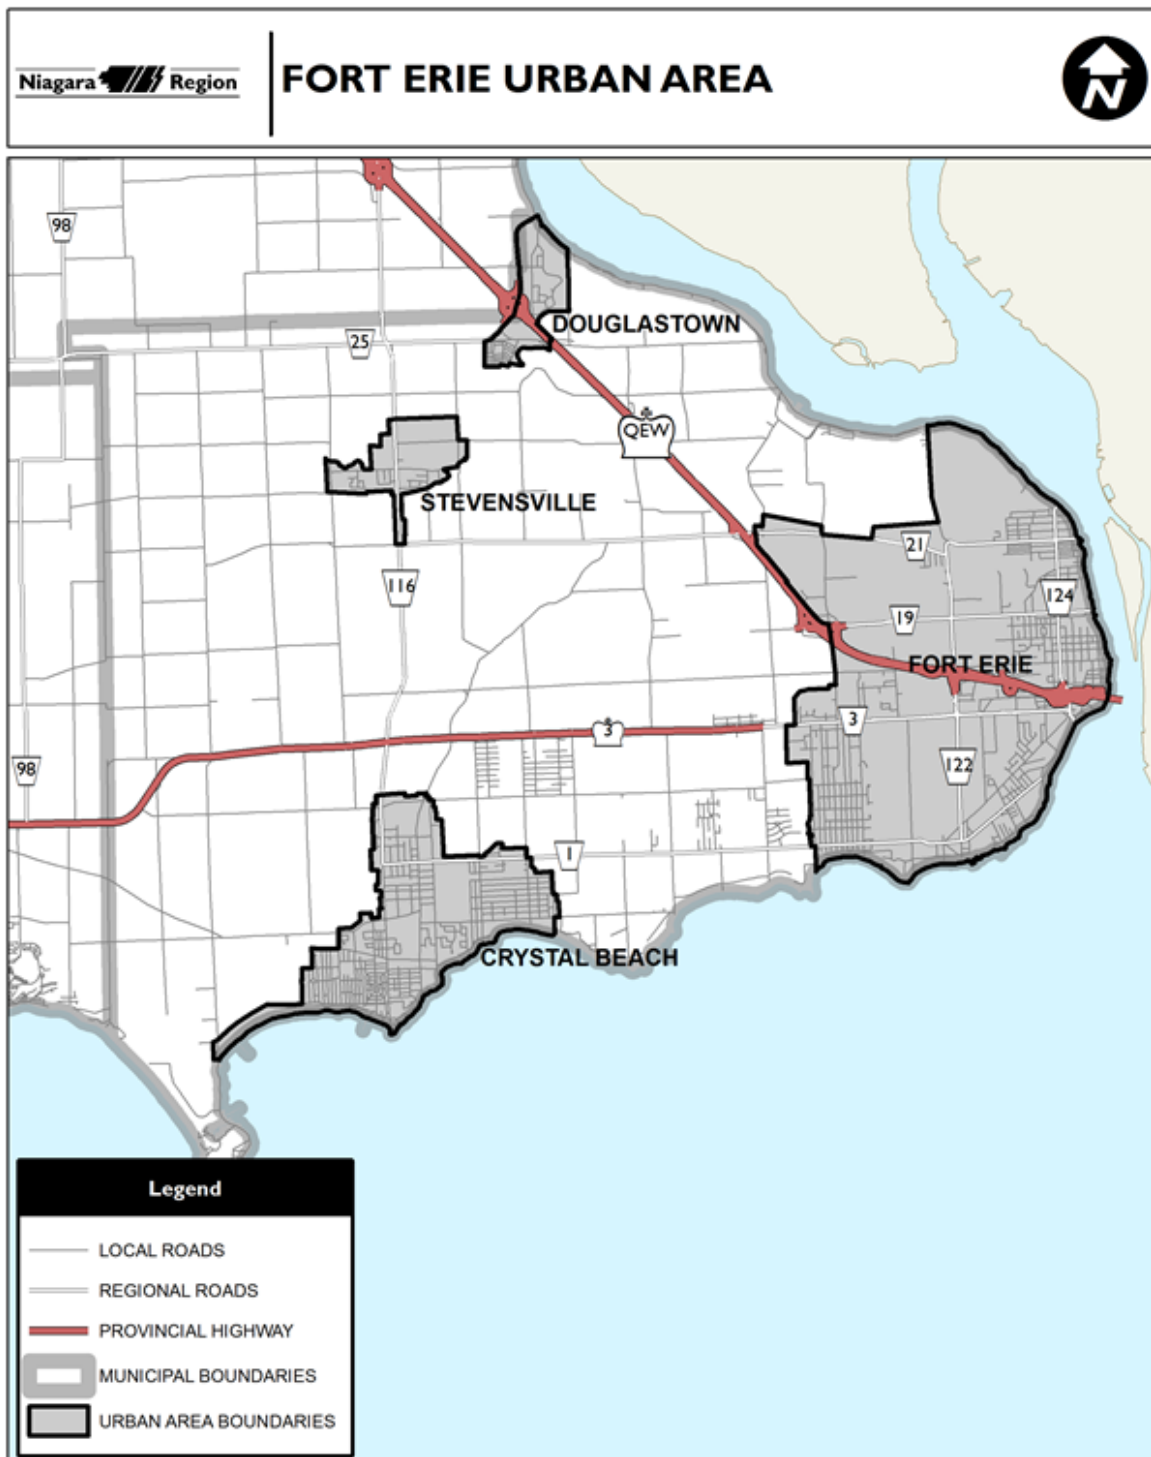 Niagara Region
FORT ERIE URBAN AREA
N
98
DOUGLASTOWN
25
QEW
STEVENSVILLE
21
116
124
19
FORT ERIE
3
3
98
122
1
CRYSTAL BEACH
Legend
LOCAL ROADS
REGIONAL ROADS
PROVINCIAL HIGHWAY
MUNICIPAL BOUNDARIES
URBAN AREA BOUNDARIES